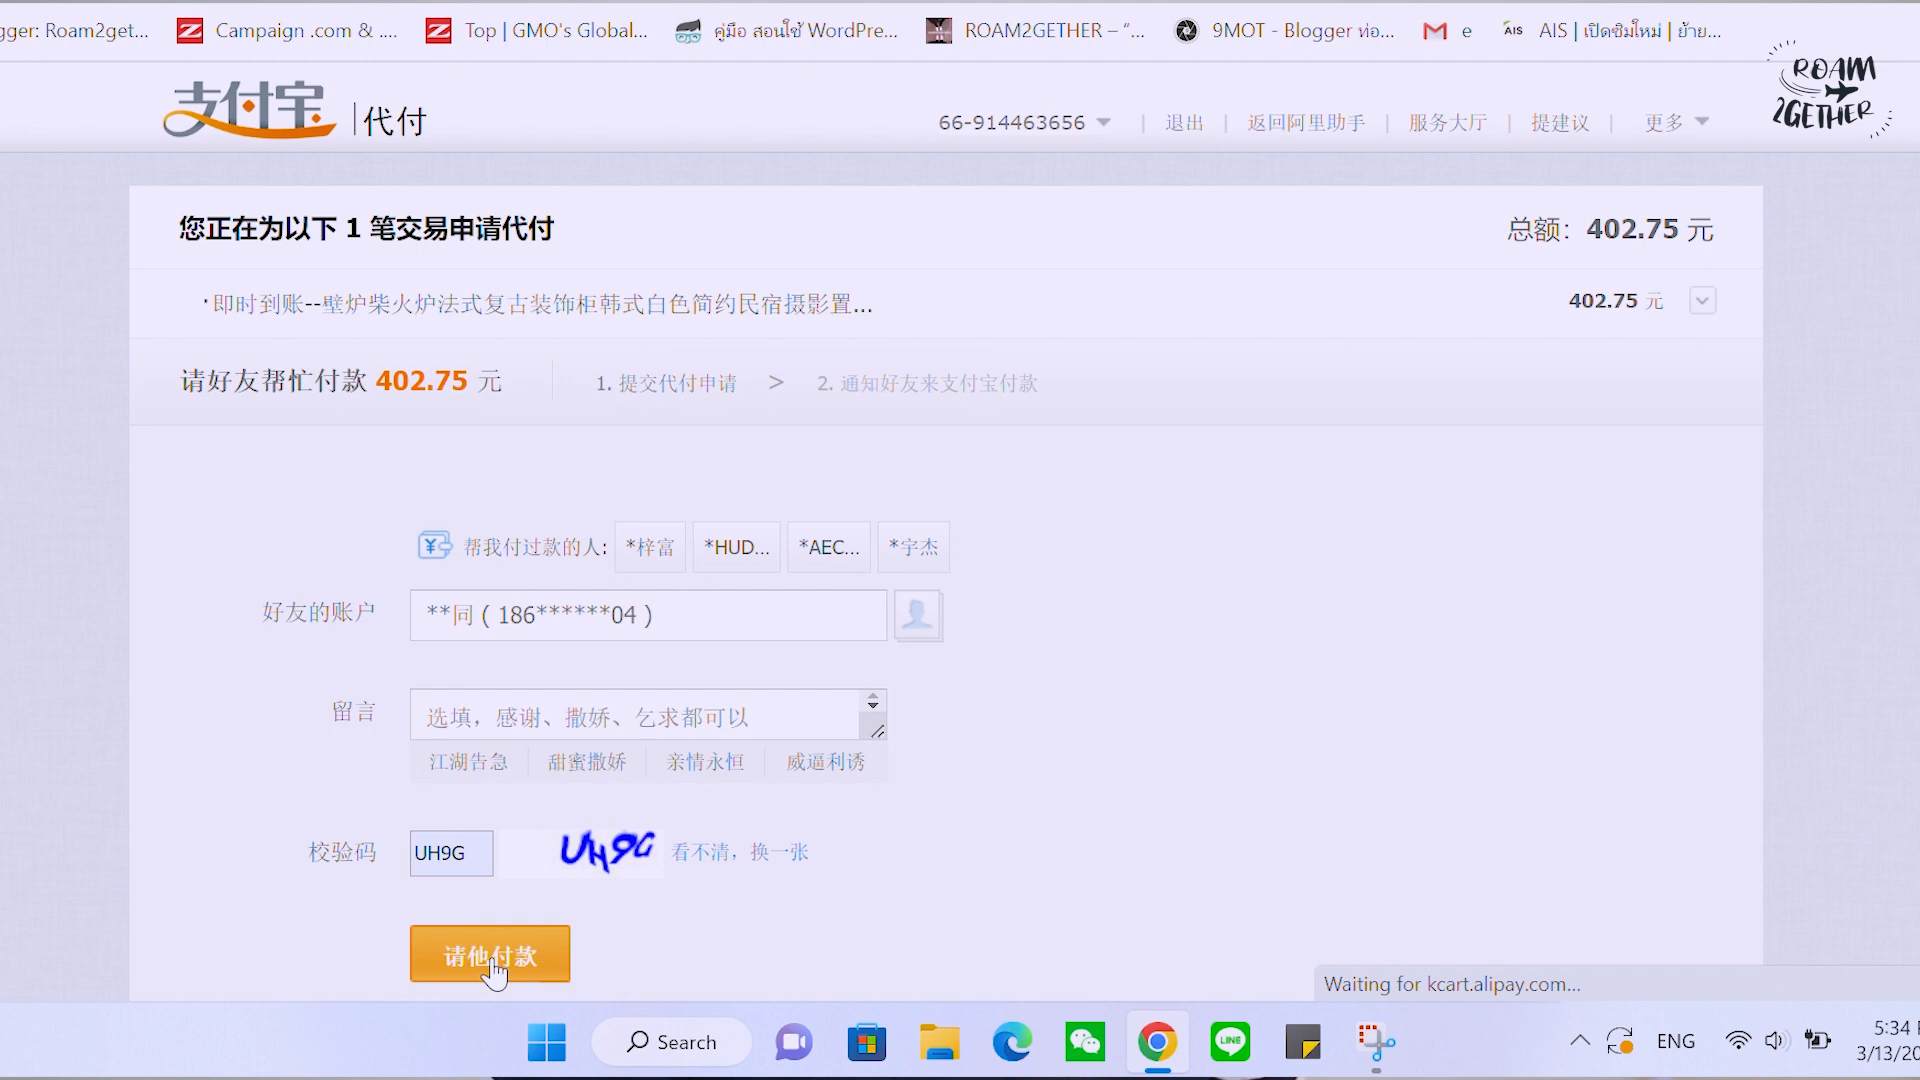 gger: Roam2get... Campaign .com & .... Top | GMO's Global... คู่มือ สอนใช้ WordPre... ROAM2GETHER – “... 9MOT - Blogger ท่อ... e AIS AIS | เปิดซิมใหม่ | ย้าย...
ROAM
2GETHER
支付宝 | 代付 66-914463656 | 退出 | 返回阿里助手 | 服务大厅 | 提建议 | 更多
您正在为以下 1 笔交易申请代付 总额: 402.75 元
·即时到账--壁炉柴火炉法式复古装饰柜韩式白色简约民宿摄影置... 402.75 元
请好友帮忙付款 402.75 元 1. 提交代付申请 > 2. 通知好友来支付宝付款
帮我付过款的人: *梓富 *HUD... *AEC... *宇杰
好友的账户 **同 ( 186******04 )
留言 选填，感谢、撒娇、乞求都可以
江湖告急 甜蜜撒娇 亲情永恒 威逼利诱
校验码 UH9G UH9G 看不清，换一张
请他付款
Waiting for kcart.alipay.com...
Search LINE ENG 5:34
3/13/20